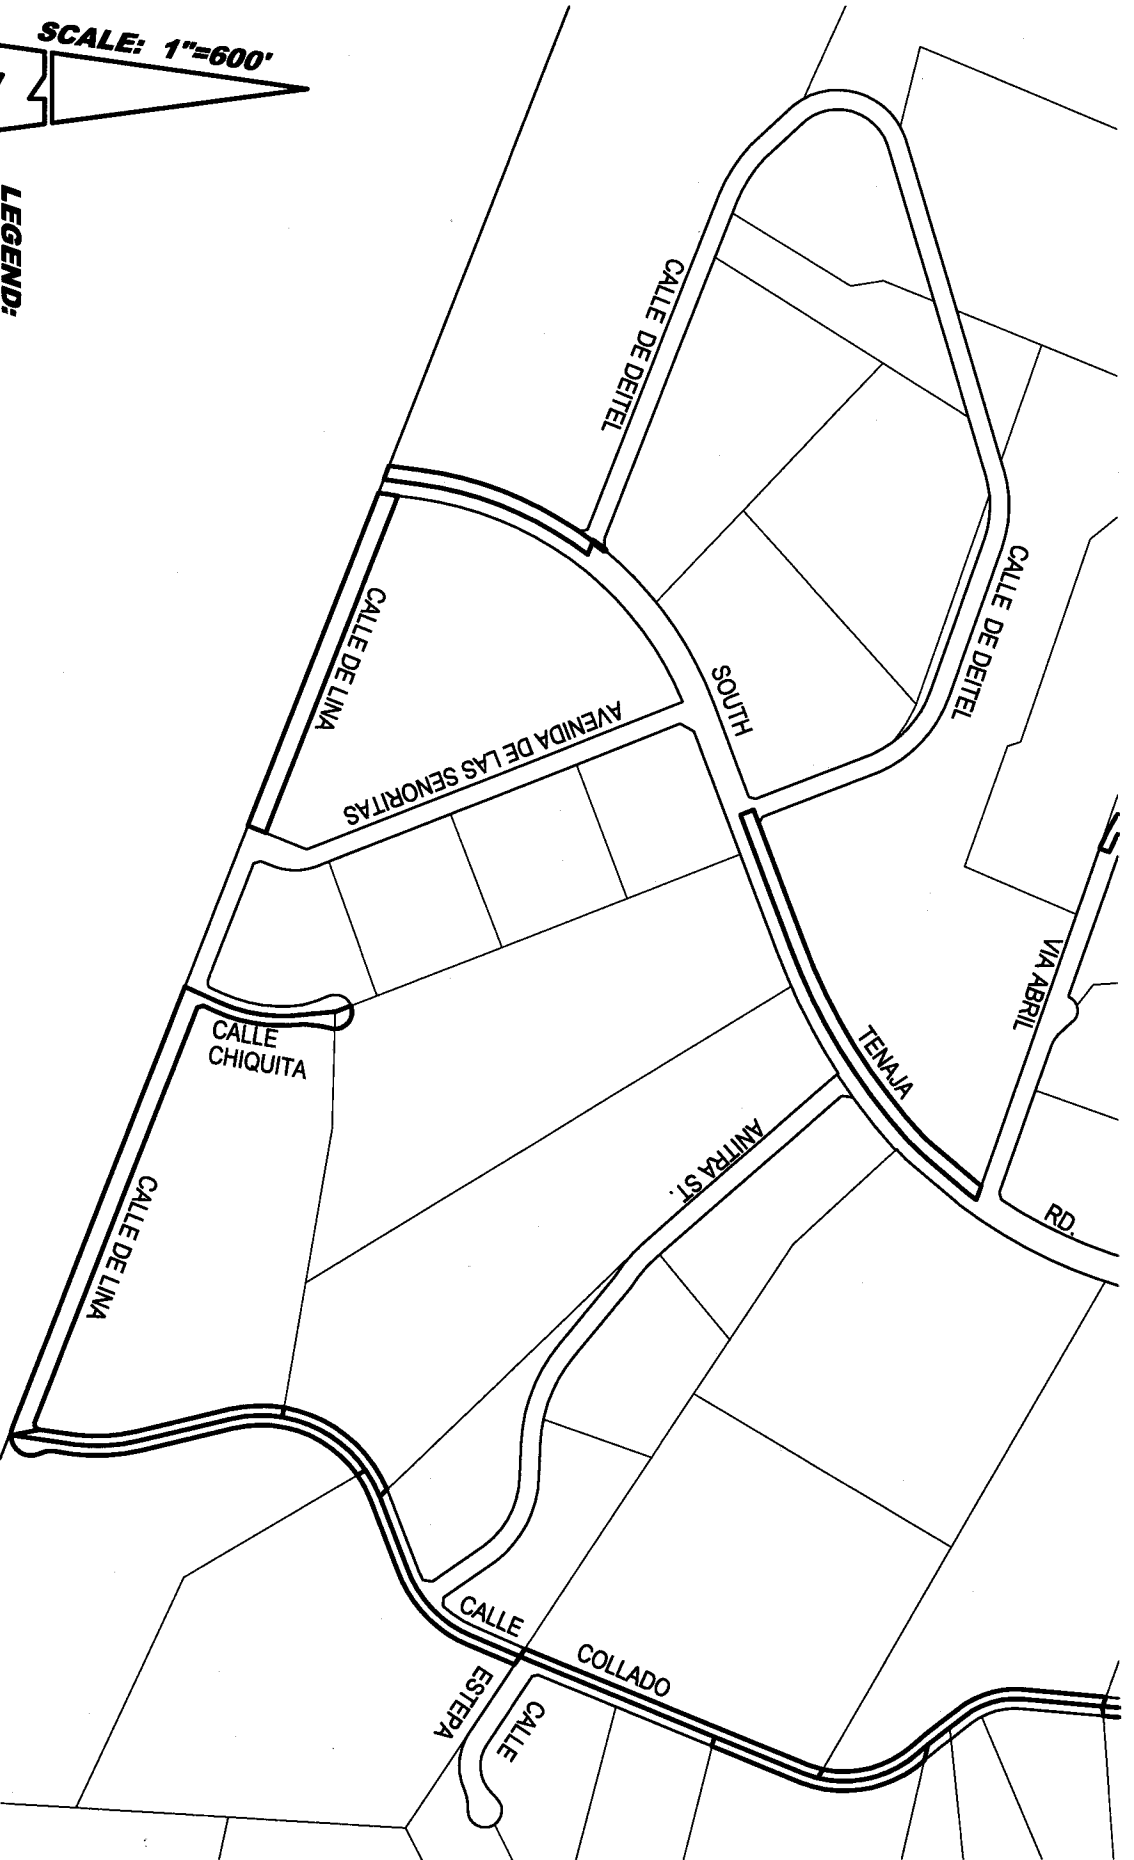 SCALE: 1"=600'
LEGEND:
CALLE DE DEITEL
CALLE DE DEITEL
CALLE DE LINA
AVENIDA DE LAS SENORITAS
SOUTH
TENAJA
RD.
VIA ABRIL
CALLE
CHIQUITA
ANITRA ST.
CALLE DE LINA
CALLE
COLLADO
CALLE
ESTEPA